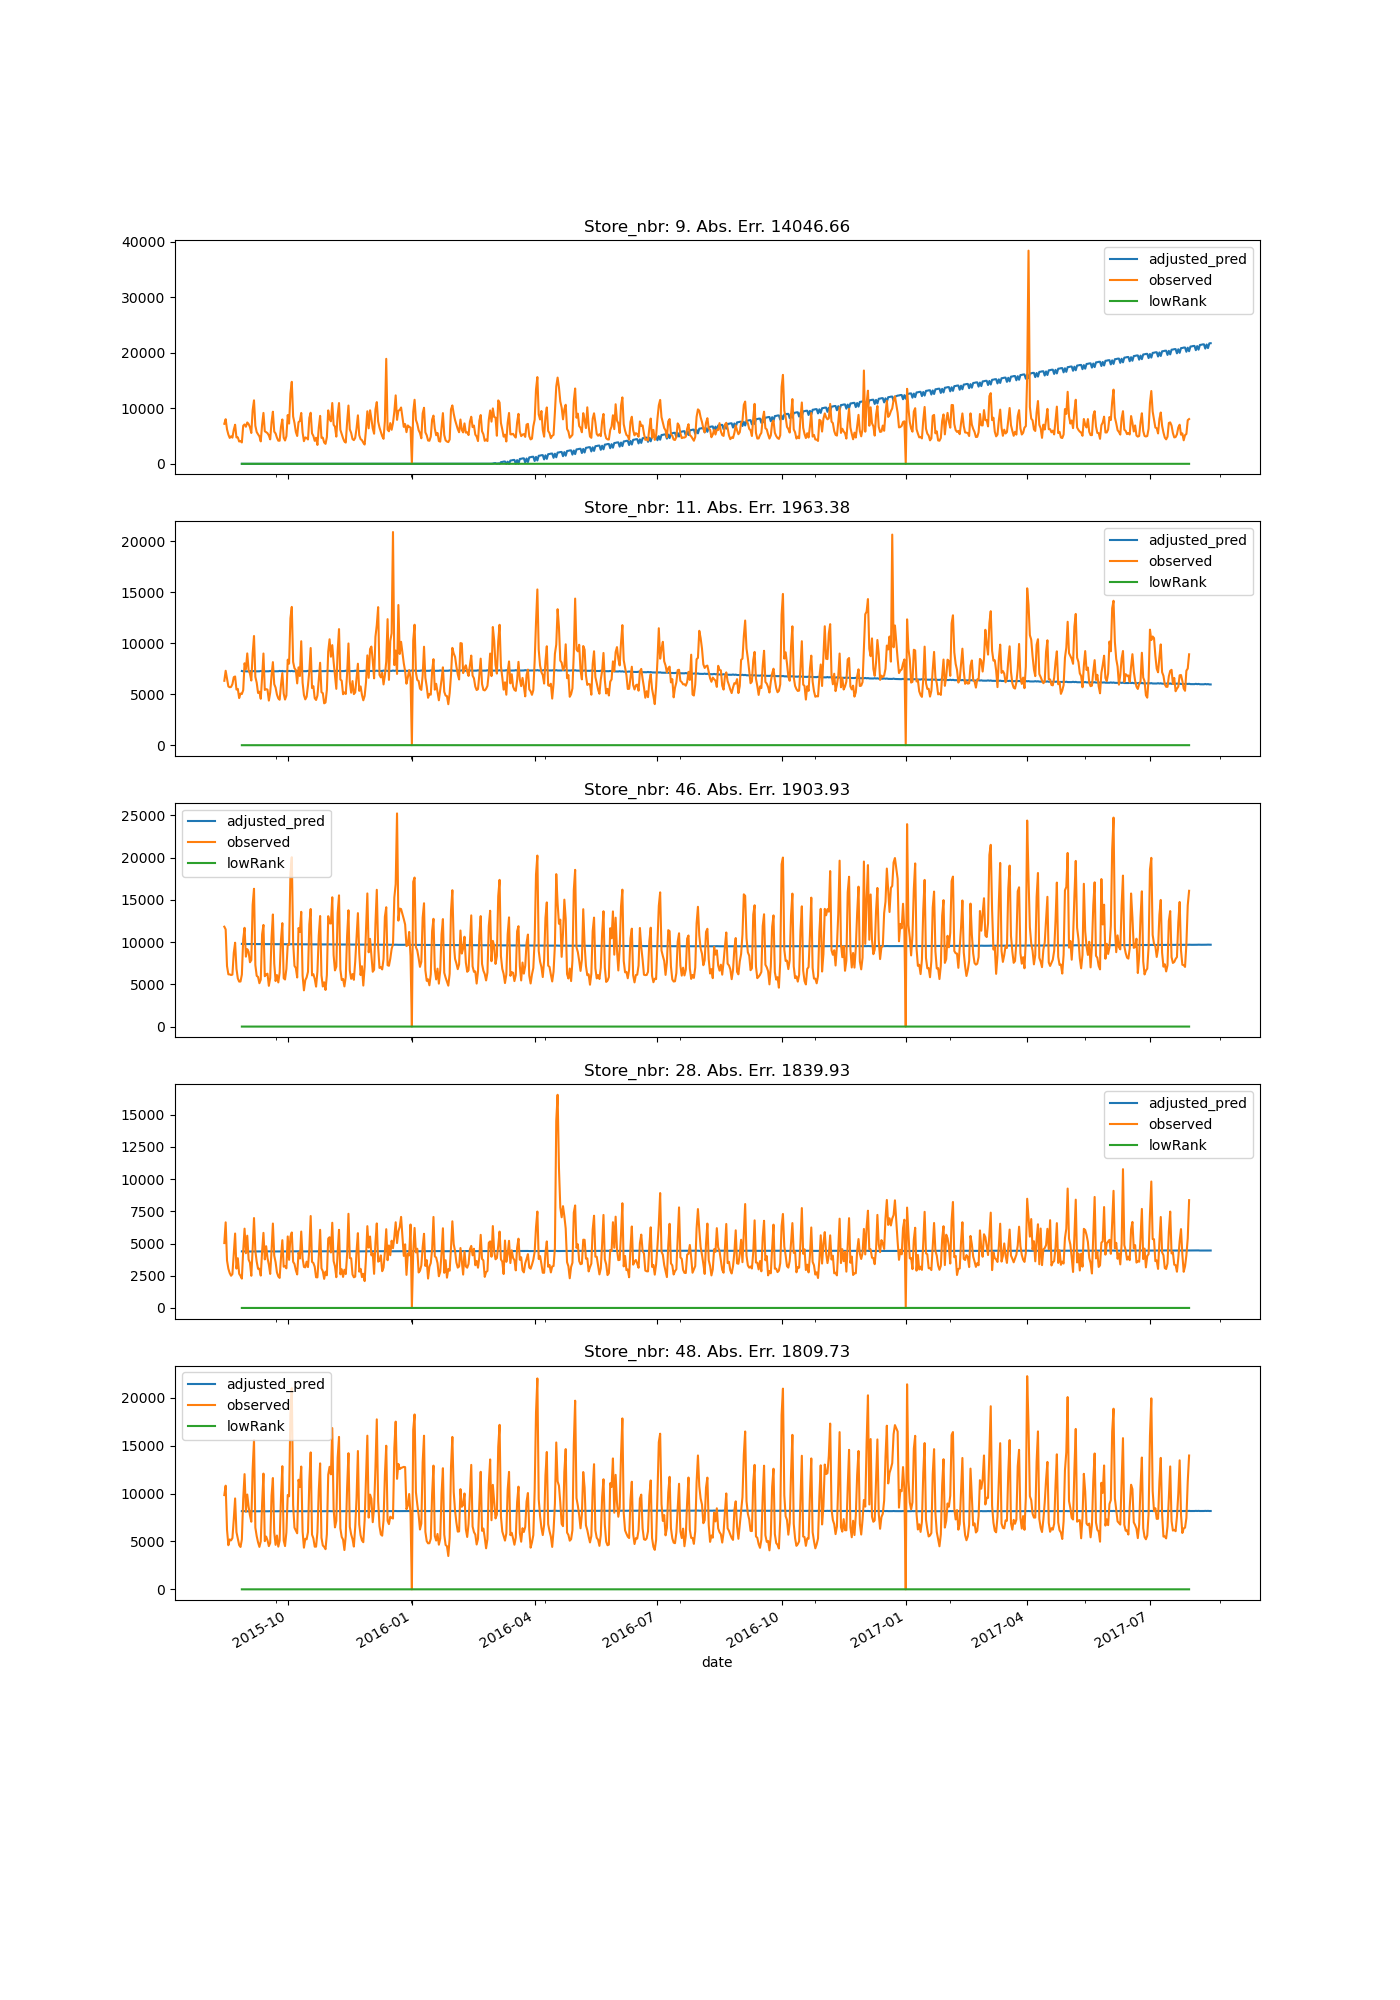 Store_nbr: 9. Abs. Err. 14046.66
40000
30000
20000
10000
0
adjusted_pred
observed
lowRank
Store_nbr: 11. Abs. Err. 1963.38
20000
15000
10000
5000
0
adjusted_pred
observed
lowRank
Store_nbr: 46. Abs. Err. 1903.93
25000
20000
15000
10000
5000
0
adjusted_pred
observed
lowRank
Store_nbr: 28. Abs. Err. 1839.93
15000
12500
10000
7500
5000
2500
0
adjusted_pred
observed
lowRank
Store_nbr: 48. Abs. Err. 1809.73
20000
15000
10000
5000
0
adjusted_pred
observed
lowRank
2015-10
2016-01
2016-04
2016-07
2016-10
2017-01
2017-04
2017-07
date